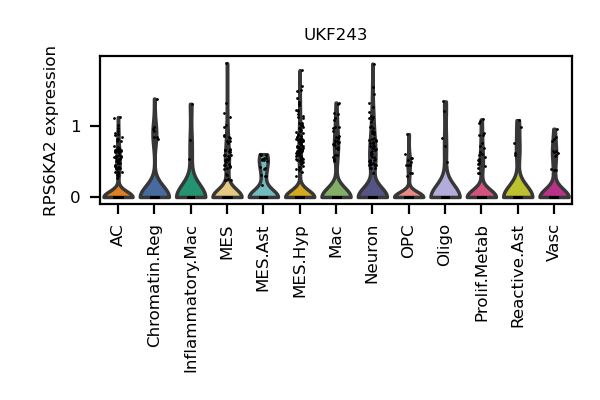 UKF243
RPS6KA2 expression
1
0
AC
Chromatin.Reg
Inflammatory.Mac
MES
MES.Ast
MES.Hyp
Mac
Neuron
OPC
Oligo
Prolif.Metab
Reactive.Ast
Vasc